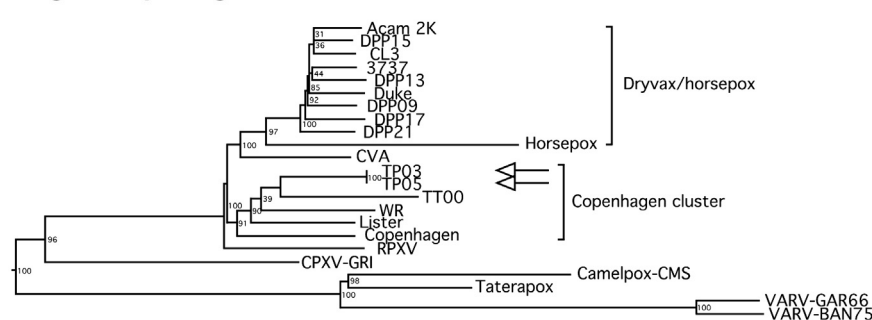 Acam 2K
31
DPP15
36
CL3
3737
44
DPP13
85
Duke
92
DPP09
DPP17
100
DPP21
97
Horsepox
100
CVA
TP03
100
TP05
39
TT00
100
90
WR
91
Lister
Copenhagen
RPXV
96
CPXV-GRI
100
Camelpox-CMS
98
Taterapox
100
VARV-GAR66
100
VARV-BAN75
Dryvax/horsepox
Copenhagen cluster